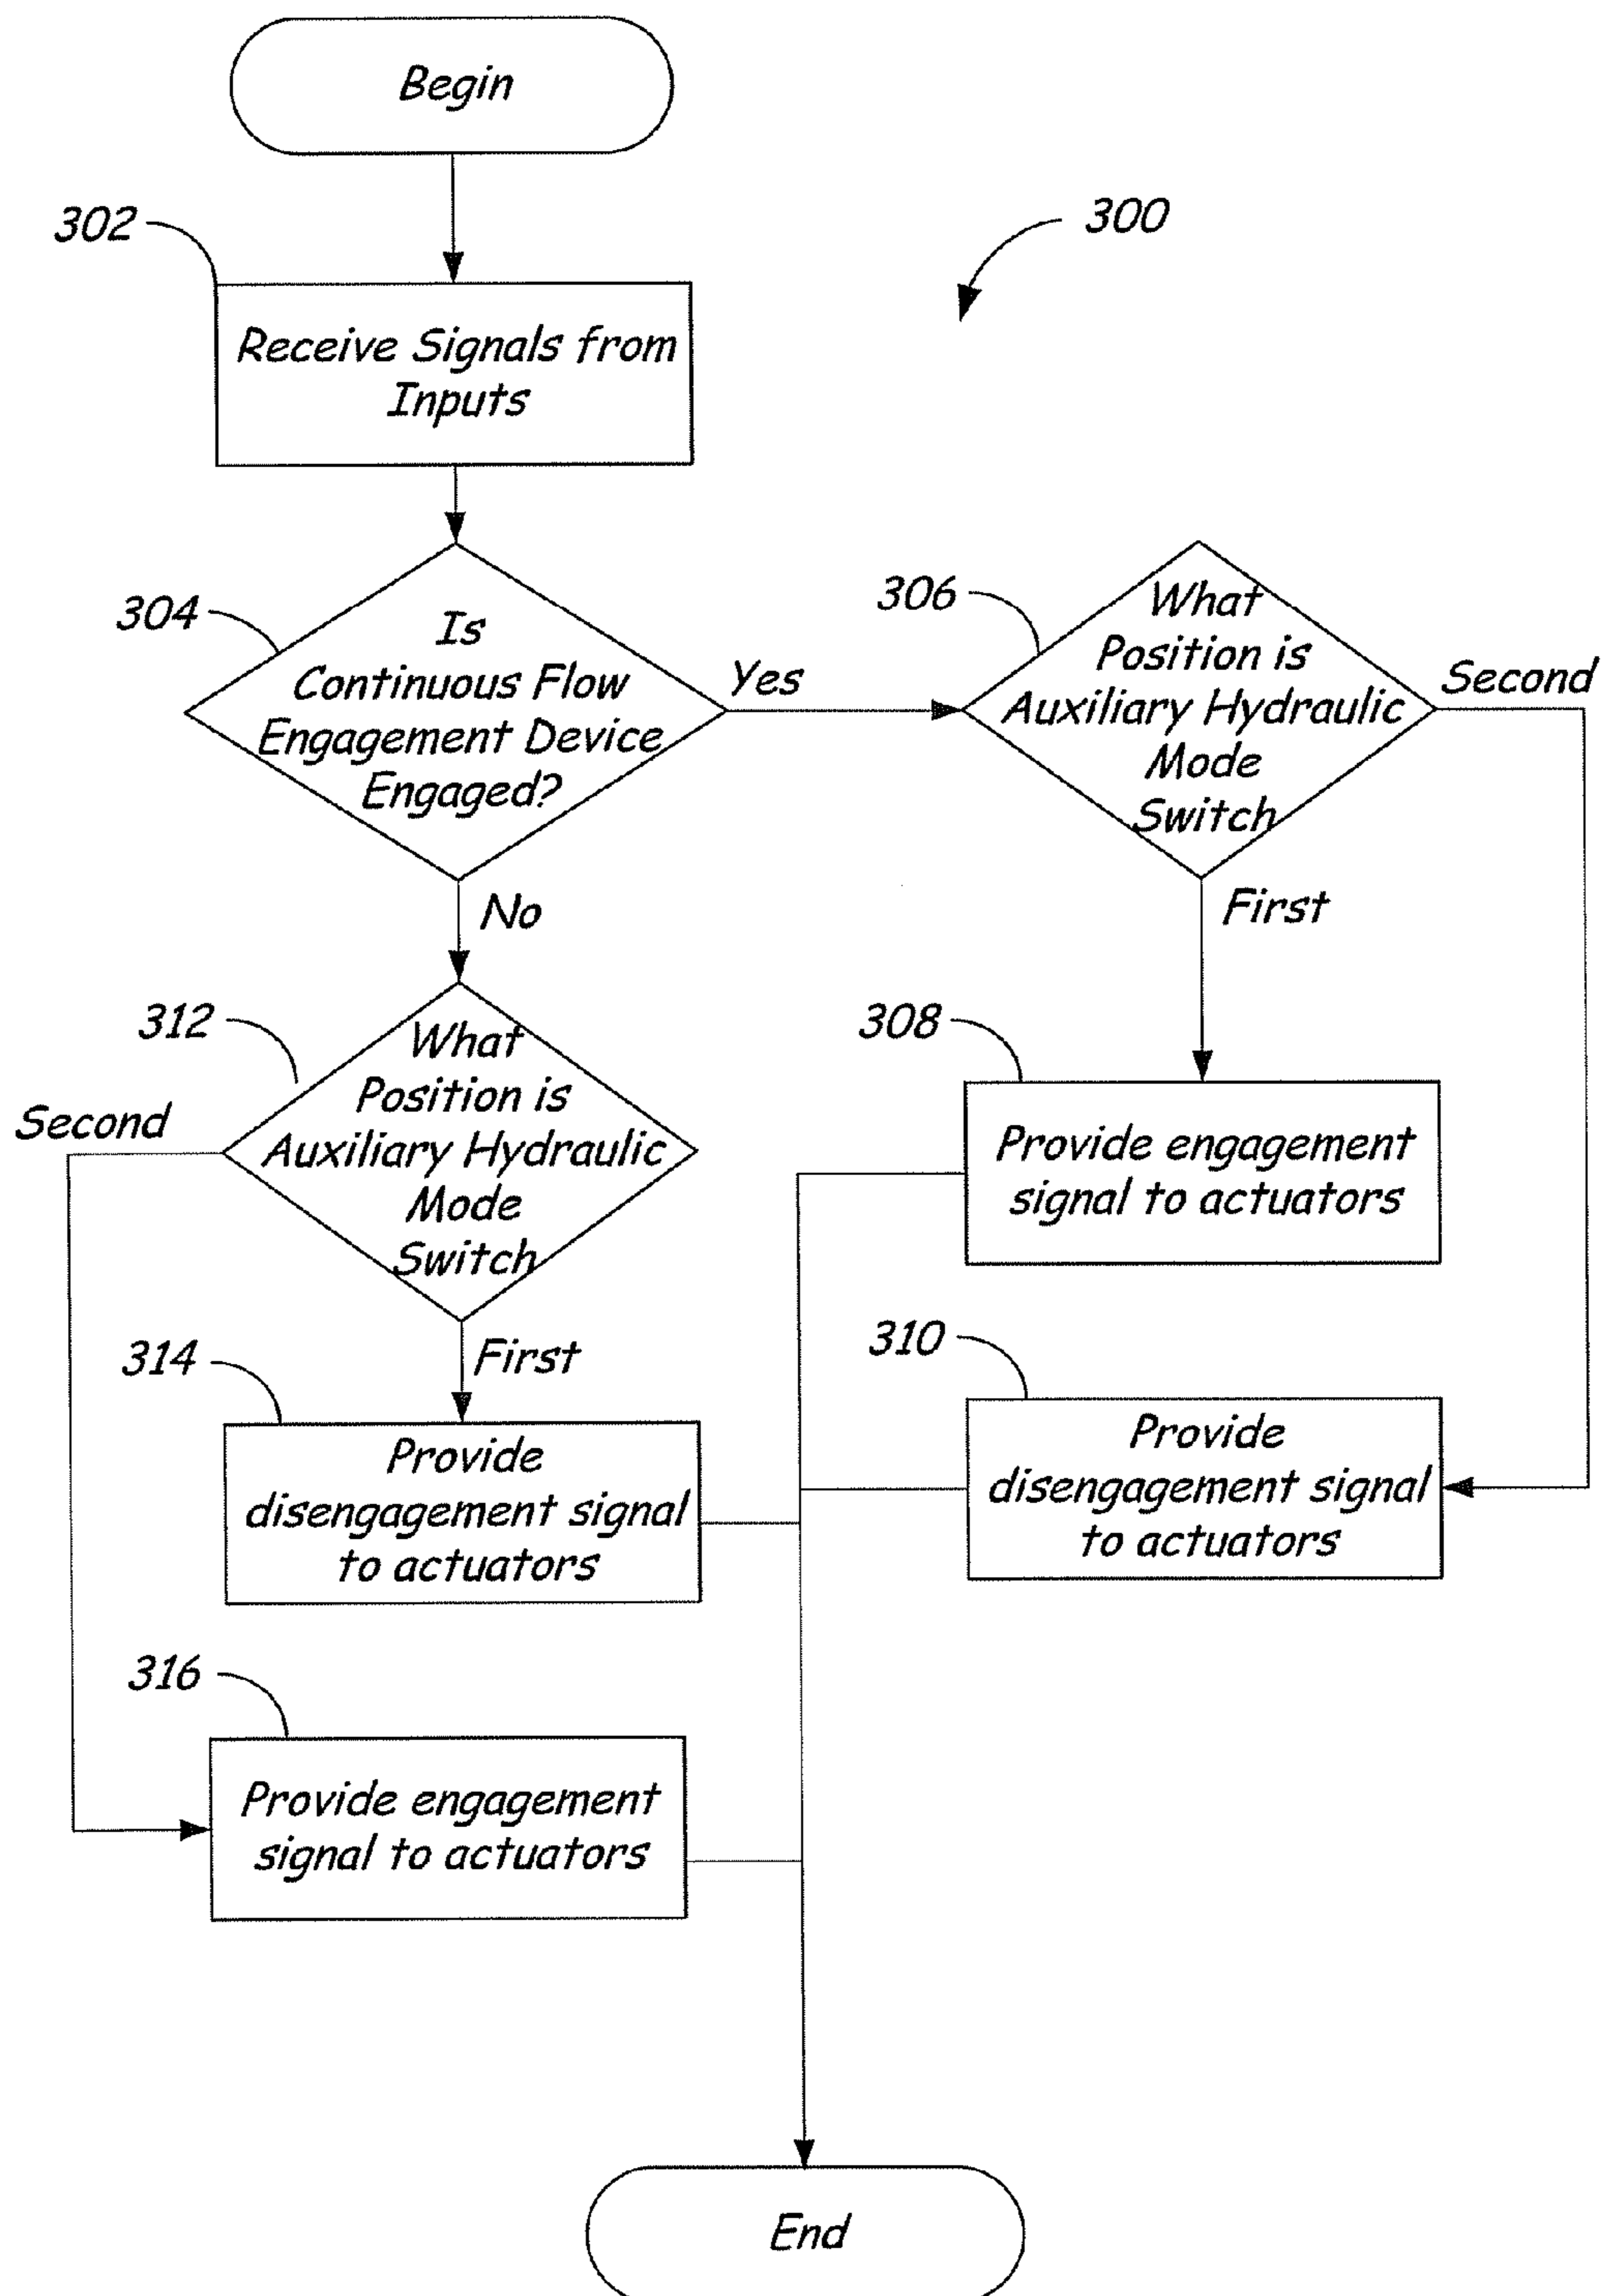 Begin
302
300
Receive Signals from
Inputs
304
Is
Continuous Flow
Engagement Device
Engaged?
Yes
306
What
Position is
Auxiliary Hydraulic
Mode
Switch
Second
No
First
312
What
Position is
Auxiliary Hydraulic
Mode
Switch
Second
First
308
Provide engagement
signal to actuators
314
Provide
disengagement signal
to actuators
310
Provide
disengagement signal
to actuators
316
Provide engagement
signal to actuators
End